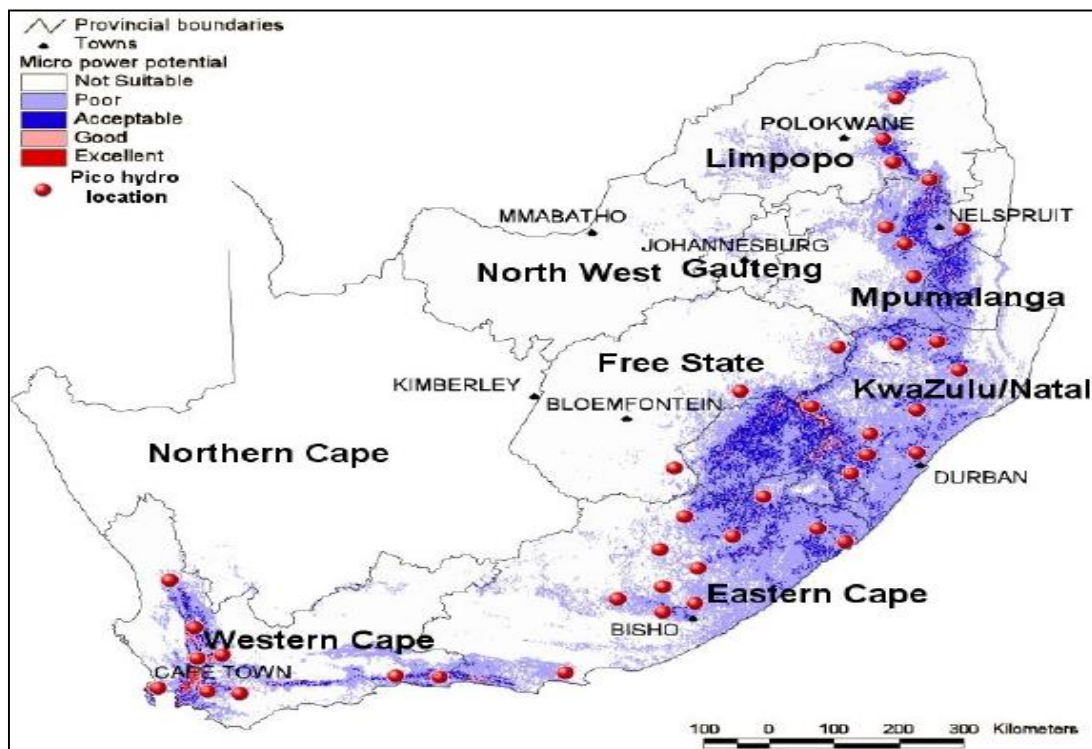 Provincial boundaries
Towns
Micro power potential
Not Suitable
Poor
Acceptable
Good
Excellent
Pico hydro
location
POLOKWANE
Limpopo
MMABATHO
NELSPRUIT
JOHANNESBURG
North West
Gauteng
Mpumalanga
Free State
KIMBERLEY
KwaZulu/Natal
BLOEMFONTEIN
Northern Cape
DURBAN
Eastern Cape
BISHO
Western Cape
CAPE TOWN
100 0 100 200 300 Kilometers